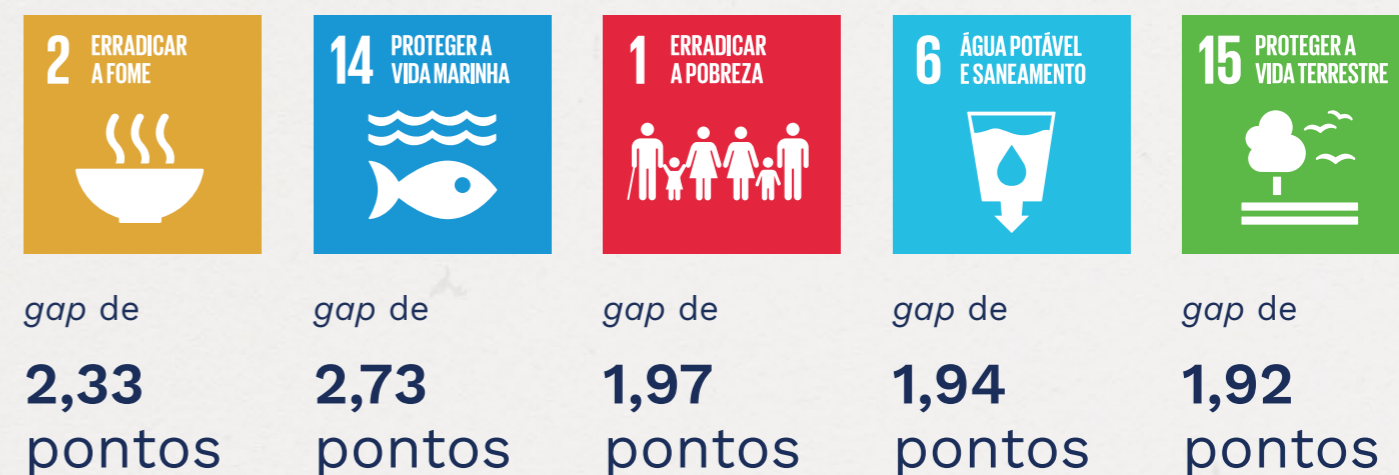 2 ERRADICAR
A FOME
gap de
2,33
pontos
14 PROTEGER A
VIDA MARINHA
gap de
2,73
pontos
1 ERRADICAR
A POBREZA
gap de
1,97
pontos
6 ÁGUA POTÁVEL
E SANEAMENTO
gap de
1,94
pontos
15 PROTEGER A
VIDA TERRESTRE
gap de
1,92
pontos